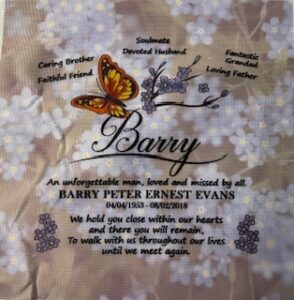 Soulmate
Devoted Husband
Caring Brother
Faithful Friend
Fantastic
Grandad
Loving Father
Barry
An unforgettable man, loved and missed by all.
BARRY PETER ERNEST EVANS
04/04/1953 - 08/02/2018
We hold you close within our hearts
and there you will remain,
To walk with us throughout our lives
until we meet again.